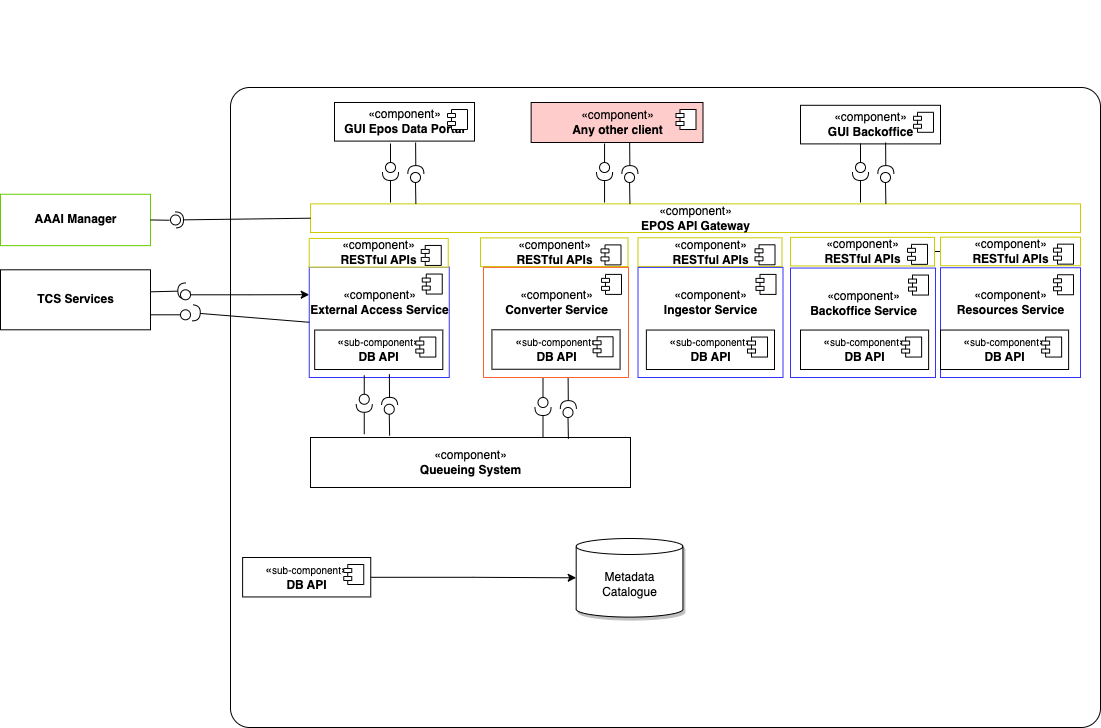 «component»
GUI Epos Data Portal
«component»
Any other client
«component»
GUI Backoffice
AAAI Manager
«component»
EPOS API Gateway
«component»
RESTful APIs
«component»
RESTful APIs
«component»
RESTful APIs
«component»
RESTful APIs
«component»
RESTful APIs
TCS Services
«component»
External Access Service
«component»
Converter Service
«component»
Ingestor Service
«component»
Backoffice Service
«component»
Resources Service
«sub-component»
DB API
«sub-component»
DB API
«sub-component»
DB API
«sub-component»
DB API
«sub-component»
DB API
«component»
Queueing System
«sub-component»
DB API
Metadata
Catalogue